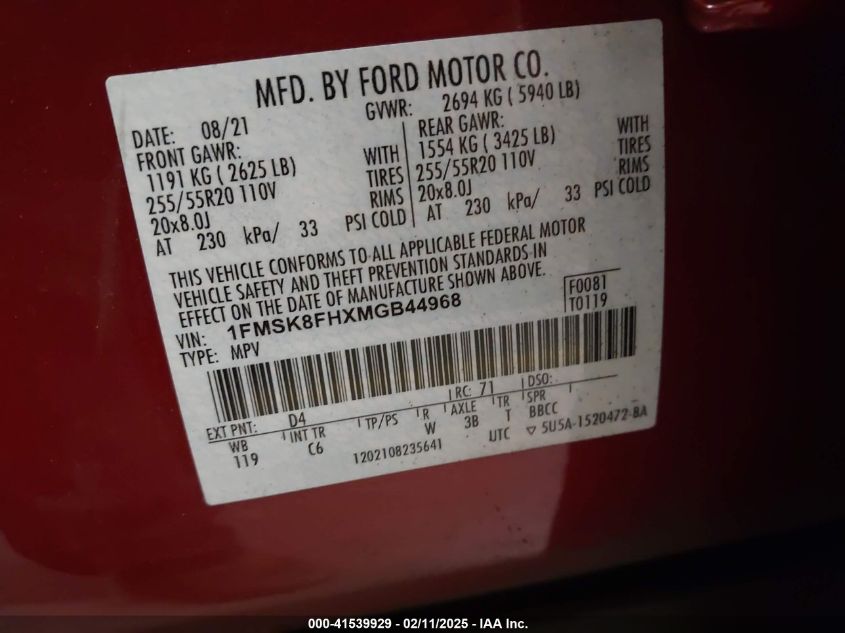 MFD. BY FORD MOTOR CO.
DATE: 08/21 GVWR: 2694 KG ( 5940 LB)
FRONT GAWR: REAR GAWR:
1191 KG ( 2625 LB) WITH 1554 KG ( 3425 LB) WITH
255/55R20 110V TIRES 255/55R20 110V TIRES
20x8.0J RIMS 20x8.0J RIMS
AT 230 kPa/ 33 PSI COLD AT 230 kPa/ 33 PSI COLD
THIS VEHICLE CONFORMS TO ALL APPLICABLE FEDERAL MOTOR
VEHICLE SAFETY AND THEFT PREVENTION STANDARDS IN
EFFECT ON THE DATE OF MANUFACTURE SHOWN ABOVE.
F0081
VIN: 1FMSK8FHXMGB44968 T0119
TYPE: MPV
EXT PNT: D4 RC: 71 DSO:
WB INT TR TP/PS R AXLE TR SPR
119 C6 W 3B T BBCC
1202108235641 UTC ▽ 5U5A-1520472-BA
000-41539929 - 02/11/2025 - IAA Inc.